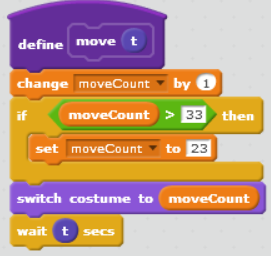 define move t
change moveCount by 1
if moveCount > 33 then
set moveCount to 23
switch costume to moveCount
wait t secs